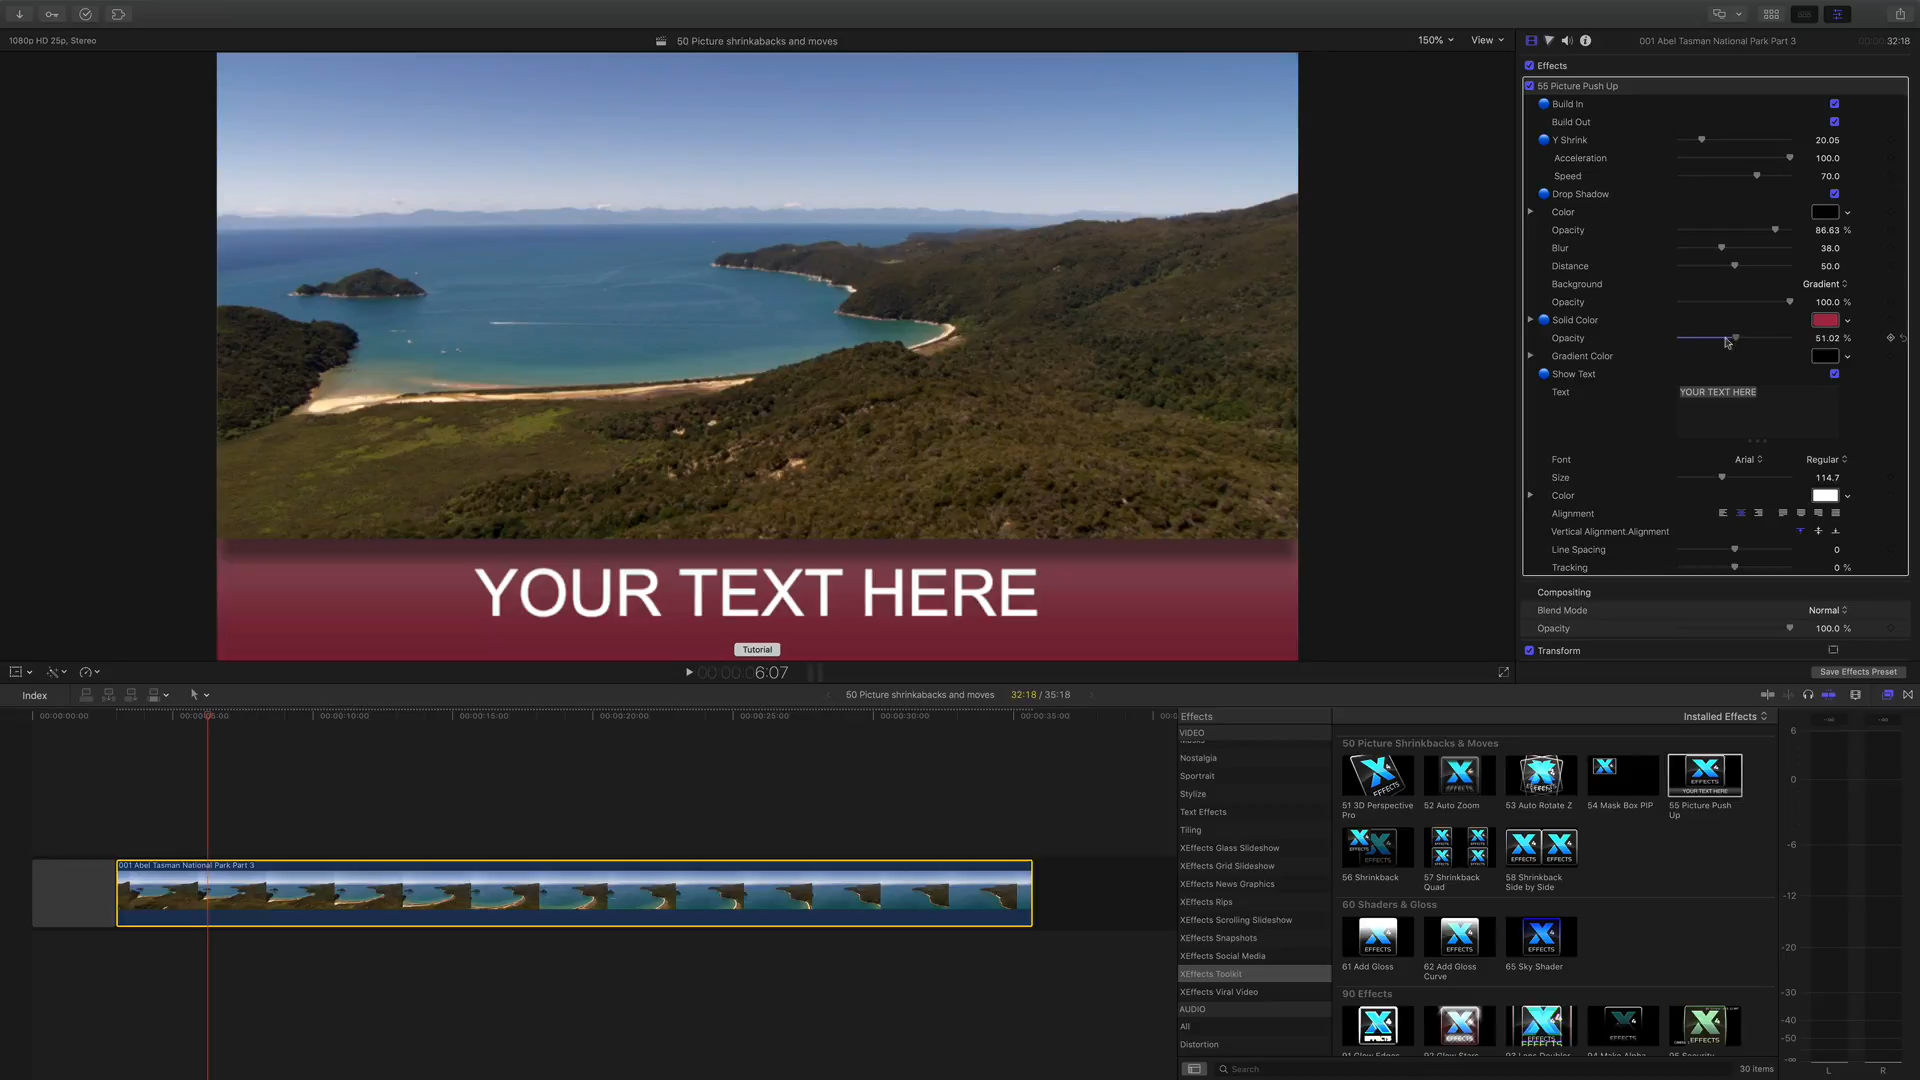 1080p HD 25p, Stereo
50 Picture shrinkabacks and moves
150%
View
001 Abel Tasman National Park Part 3
32:18
Effects
55 Picture Push Up
Build In
Build Out
Y Shrink 20.05
Acceleration 100.0
Speed 70.0
Drop Shadow
Color
Opacity 86.63 %
Blur 38.0
Distance 50.0
Background Gradient
Opacity 100.0 %
Solid Color
Opacity 51.02 %
Gradient Color
Show Text
Text YOUR TEXT HERE
Font Arial Regular
Size 114.7
Color
Alignment
Vertical Alignment.Alignment
Line Spacing 0
Tracking 0 %
Compositing
Blend Mode Normal
Opacity 100.0 %
Transform
Save Effects Preset
YOUR TEXT HERE
Tutorial
6:07
Index
50 Picture shrinkabacks and moves 32:18 / 35:18
00:00:00:00 00:00:05:00 00:00:10:00 00:00:15:00 00:00:20:00 00:00:25:00 00:00:30:00 00:00:35:00
001 Abel Tasman National Park Part 3
Effects
Installed Effects
VIDEO
Nostalgia
Sportrait
Stylize
Text Effects
Tiling
XEffects Glass Slideshow
XEffects Grid Slideshow
XEffects News Graphics
XEffects Rips
XEffects Scrolling Slideshow
XEffects Snapshots
XEffects Social Media
XEffects Toolkit
XEffects Viral Video
AUDIO
All
Distortion
50 Picture Shrinkbacks & Moves
51 3D Perspective Pro
52 Auto Zoom
53 Auto Rotate Z
54 Mask Box PIP
55 Picture Push Up
56 Shrinkback
57 Shrinkback Quad
58 Shrinkback Side by Side
60 Shaders & Gloss
61 Add Gloss
62 Add Gloss Curve
65 Sky Shader
90 Effects
Search
30 items
6
0
-6
-12
-20
-30
-40
-50
L R